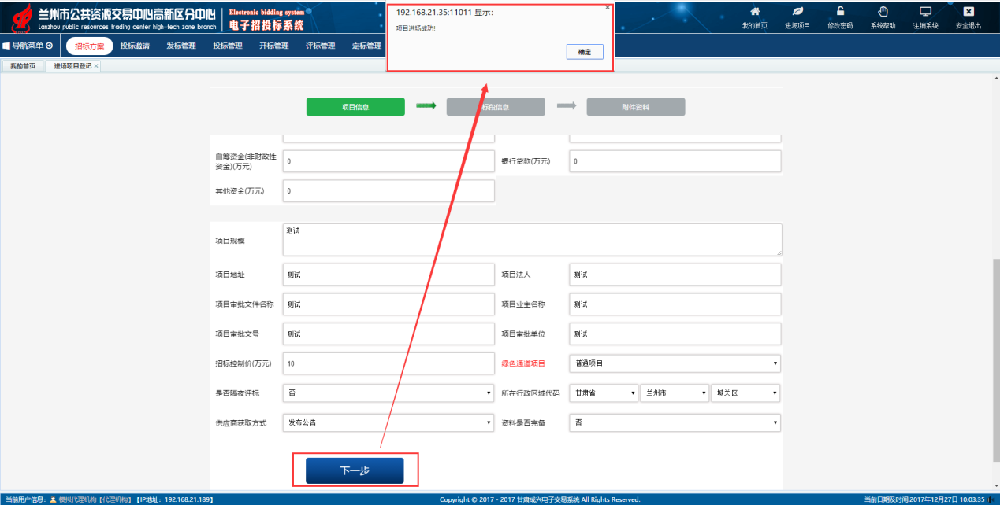 兰州市公共资源交易中心高新区分中心
Lanzhou public resources trading center high-tech zone branch
Electronic bidding system
电子招投标系统
192.168.21.35:11011 显示:
×
项目进场成功!
确定
我的首页
进场项目
修改密码
系统帮助
注销系统
安全退出
导航菜单
招标方案
投标邀请
发标管理
投标管理
开标管理
评标管理
定标管理
我的首页
进场项目登记 ×
项目信息
标段信息
附件资料
自筹资金(非财政性
资金)(万元)
0
银行贷款(万元)
0
其他资金(万元)
0
项目规模
测试
项目地址
测试
项目法人
测试
项目审批文件名称
测试
项目业主名称
测试
项目审批文号
测试
项目审批单位
测试
招标控制价(万元)
10
绿色通道项目
普通项目
是否隔夜评标
否
所在行政区域代码
甘肃省
兰州市
城关区
供应商获取方式
发布公告
资料是否完备
否
下一步
当前用户信息: 模拟代理机构【代理机构】【IP地址: 192.168.21.189】
Copyright © 2017 - 2017 甘肃成兴电子交易系统 All Rights Reserved.
当前日期及时间:2017年12月27日 10:03:35